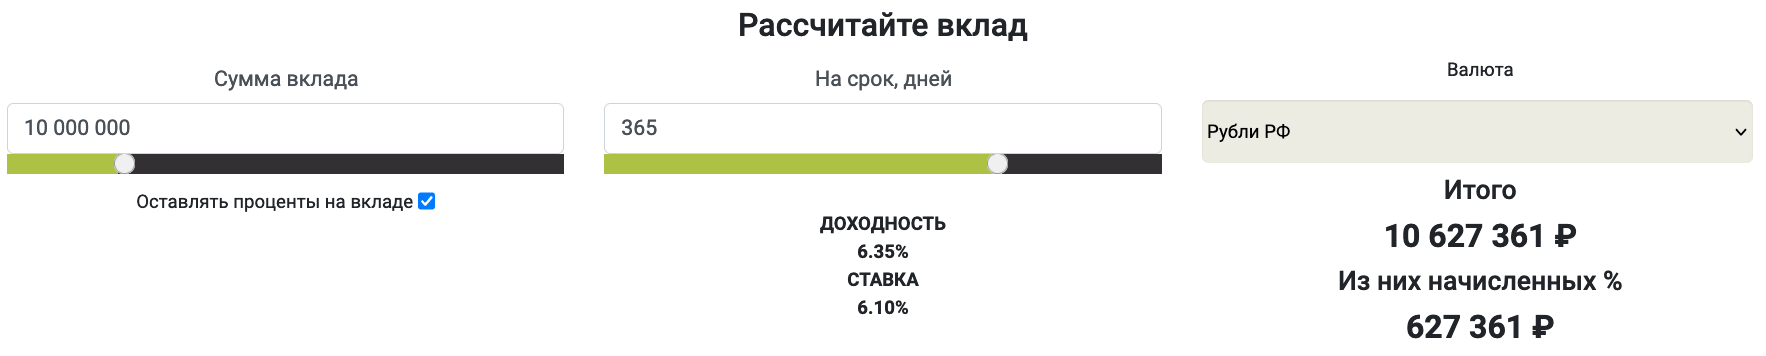 Рассчитайте вклад
Сумма вклада
10 000 000
Оставлять проценты на вкладе
На срок, дней
365
ДОХОДНОСТЬ
6.35%
СТАВКА
6.10%
Валюта
Рубли РФ
Итого
10 627 361 ₽
Из них начисленных %
627 361 ₽